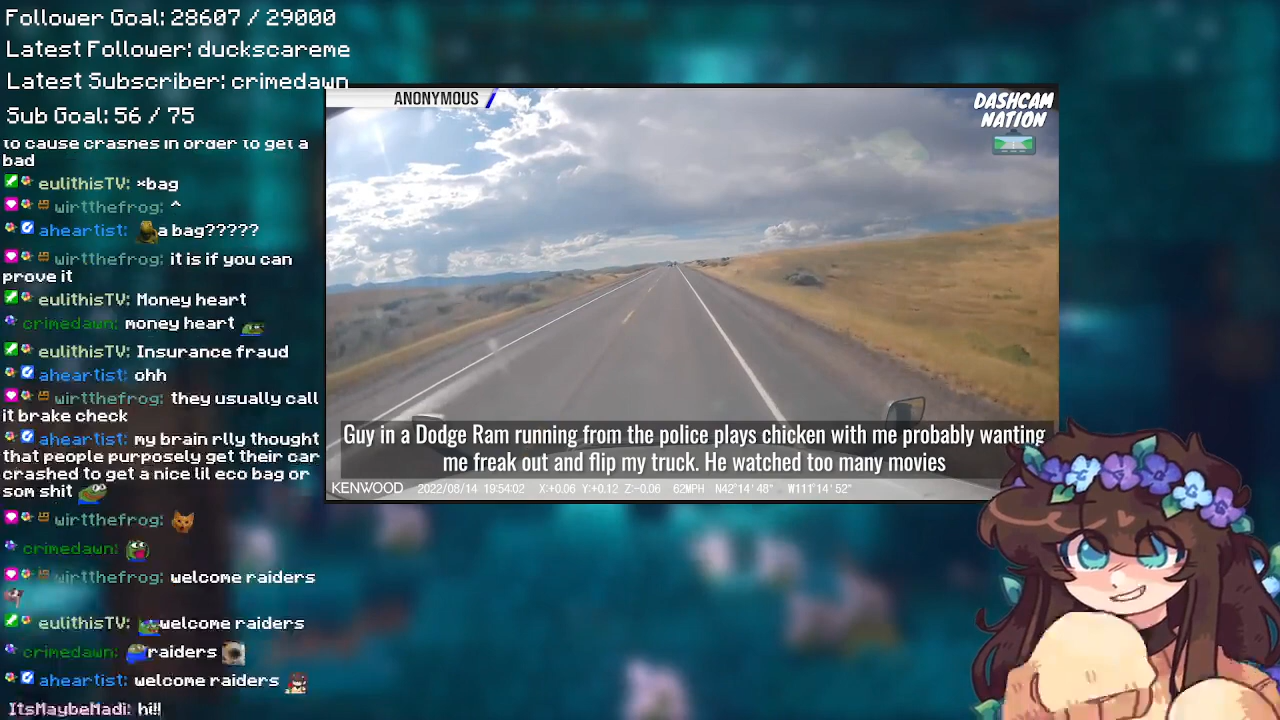 Follower Goal: 28607 / 29000
Latest Follower: duckscareme
Latest Subscriber: crimedawn
Sub Goal: 56 / 75
to cause crashes in order to get a
bad
eulithisTV: *bag
wirtthefrog: ^
aheartist: a bag?????
wirtthefrog: it is if you can
prove it
eulithisTV: Money heart
crimedawn: money heart
eulithisTV: Insurance fraud
aheartist: ohh
wirtthefrog: they usually call
it brake check
aheartist: my brain rlly thought
that people purposely get their car
crashed to get a nice lil eco bag or
som shit
wirtthefrog:
crimedawn:
wirtthefrog: welcome raiders
eulithisTV: welcome raiders
crimedawn: raiders
aheartist: welcome raiders
ItsMaybeMadi: hi!!
ANONYMOUS
DASHCAM
NATION
Guy in a Dodge Ram running from the police plays chicken with me probably wanting
me freak out and flip my truck. He watched too many movies
KENWOOD 2022/08/14 19:54:02 X:+0.06 Y:+0.12 Z:-0.06 62MPH N42°14'48" W111°14'52"